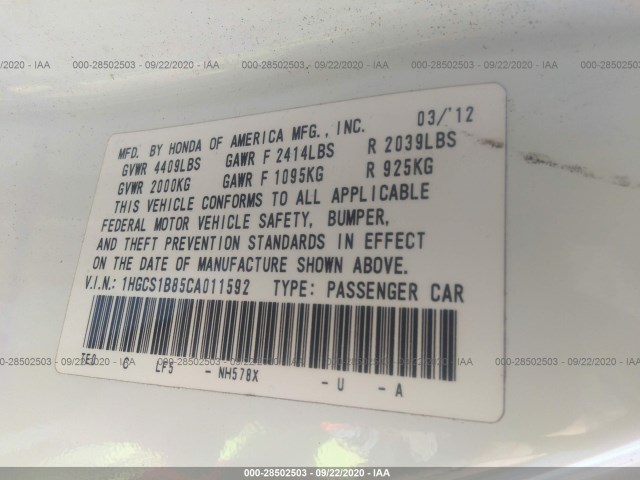 000-28502503 - 09/22/2020 - IAA
MFD. BY HONDA OF AMERICA MFG., INC. 03/'12
GVWR 4409LBS GAWR F 2414LBS R 2039LBS
GVWR 2000KG GAWR F 1095KG R 925KG
THIS VEHICLE CONFORMS TO ALL APPLICABLE
FEDERAL MOTOR VEHICLE SAFETY, BUMPER,
AND THEFT PREVENTION STANDARDS IN EFFECT
ON THE DATE OF MANUFACTURE SHOWN ABOVE.
V.I.N.: 1HGCS1B85CA011592 TYPE: PASSENGER CAR
TE0 C LF5 - NH578X - U - A
000-28502503 - 09/22/2020 - IAA